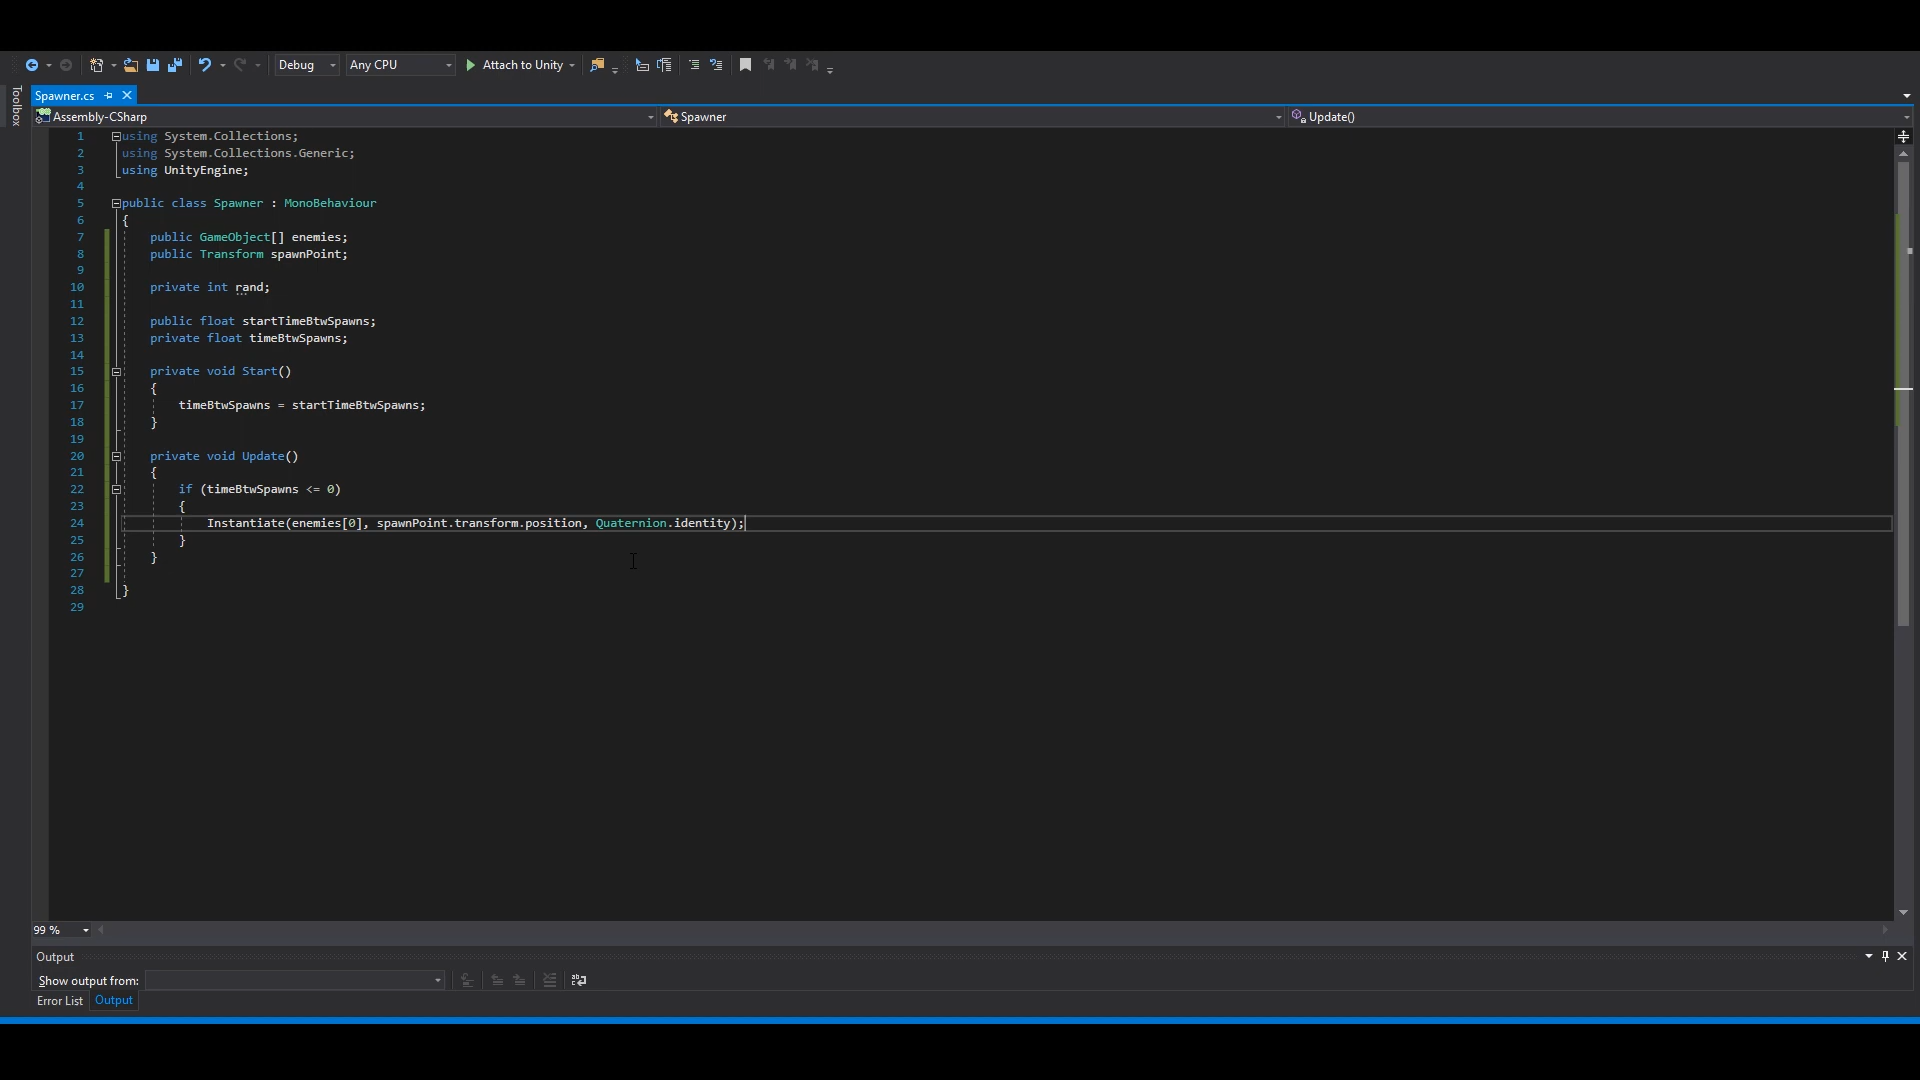 Debug Any CPU Attach to Unity
Toolbox
Spawner.cs
Assembly-CSharp Spawner Update()
1 using System.Collections;
2 using System.Collections.Generic;
3 using UnityEngine;
4
5 public class Spawner : MonoBehaviour
6 {
7 public GameObject[] enemies;
8 public Transform spawnPoint;
9
10 private int rand;
11
12 public float startTimeBtwSpawns;
13 private float timeBtwSpawns;
14
15 private void Start()
16 {
17 timeBtwSpawns = startTimeBtwSpawns;
18 }
19
20 private void Update()
21 {
22 if (timeBtwSpawns <= 0)
23 {
24 Instantiate(enemies[0], spawnPoint.transform.position, Quaternion.identity);
25 }
26 }
27
28 }
29
99 %
Output
Show output from:
Error List Output